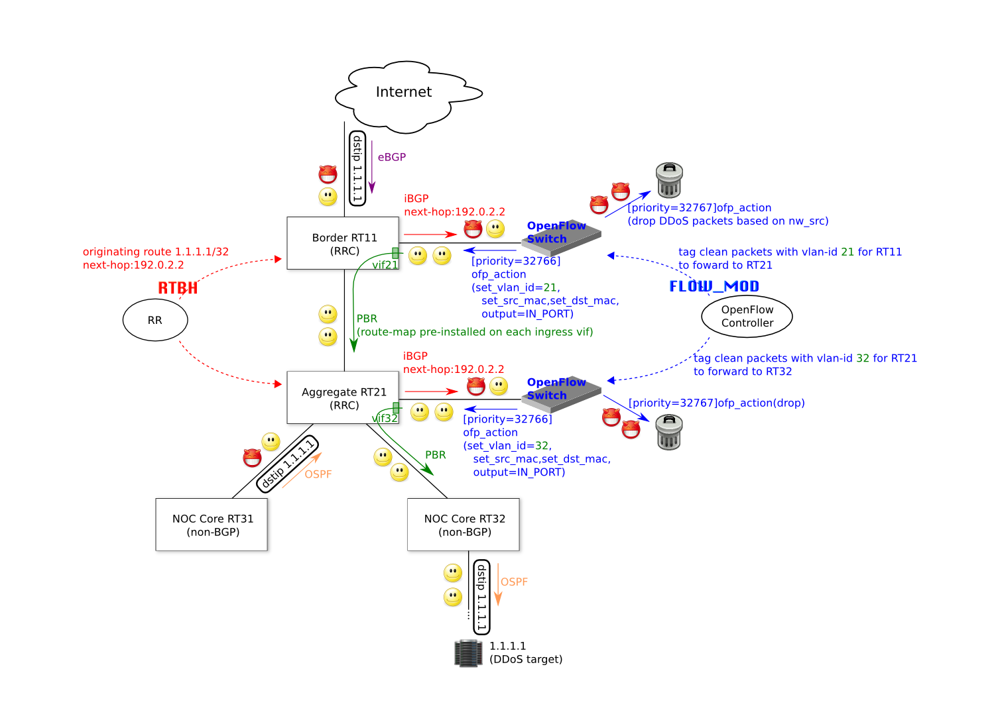 Internet
dstip 1.1.1.1
eBGP
iBGP
next-hop:192.0.2.2
[priority=32767]ofp_action
(drop DDoS packets based on nw_src)
OpenFlow
Switch
Border RT11
(RRC)
vif21
originating route 1.1.1.1/32
next-hop:192.0.2.2
RTBH
RR
[priority=32766]
ofp_action
(set_vlan_id=21,
set_src_mac,set_dst_mac,
output=IN_PORT)
tag clean packets with vlan-id 21 for RT11
to foward to RT21
FLOW_MOD
OpenFlow
Controller
PBR
(route-map pre-installed on each ingress vif)
iBGP
next-hop:192.0.2.2
tag clean packets with vlan-id 32 for RT21
to forward to RT32
OpenFlow
Switch
Aggregate RT21
(RRC)
vif32
[priority=32767]ofp_action(drop)
[priority=32766]
ofp_action
(set_vlan_id=32,
set_src_mac,set_dst_mac,
output=IN_PORT)
dstip 1.1.1.1
OSPF
PBR
NOC Core RT31
(non-BGP)
NOC Core RT32
(non-BGP)
dstip 1.1.1.1
OSPF
...
1.1.1.1
(DDoS target)